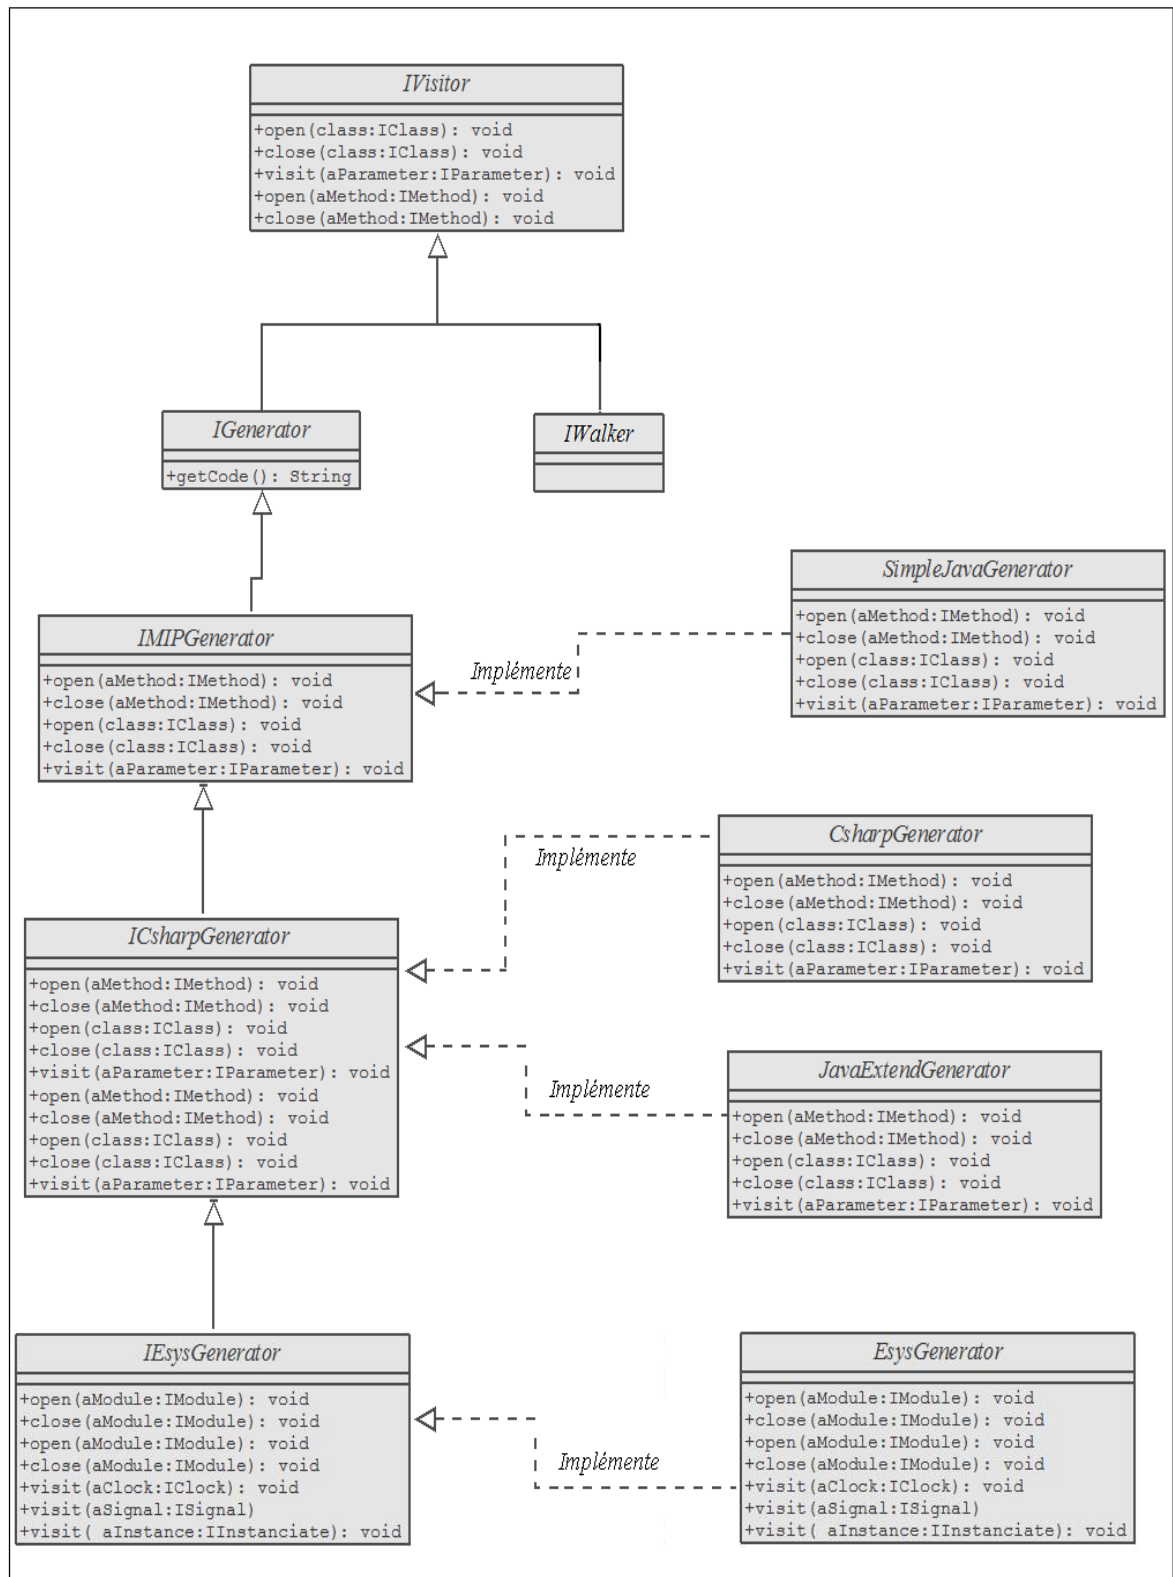 IVisitor
+open(class:IClass): void
+close(class:IClass): void
+visit(aParameter:IParameter): void
+open(aMethod:IMethod): void
+close(aMethod:IMethod): void
IGenerator
+getCode(): String
IWalker
SimpleJavaGenerator
+open(aMethod:IMethod): void
+close(aMethod:IMethod): void
+open(class:IClass): void
+close(class:IClass): void
+visit(aParameter:IParameter): void
Implémente
IMIPGenerator
+open(aMethod:IMethod): void
+close(aMethod:IMethod): void
+open(class:IClass): void
+close(class:IClass): void
+visit(aParameter:IParameter): void
CsharpGenerator
+open(aMethod:IMethod): void
+close(aMethod:IMethod): void
+open(class:IClass): void
+close(class:IClass): void
+visit(aParameter:IParameter): void
Implémente
ICsharpGenerator
+open(aMethod:IMethod): void
+close(aMethod:IMethod): void
+open(class:IClass): void
+close(class:IClass): void
+visit(aParameter:IParameter): void
+open(aMethod:IMethod): void
+close(aMethod:IMethod): void
+open(class:IClass): void
+close(class:IClass): void
+visit(aParameter:IParameter): void
Implémente
JavaExtendGenerator
+open(aMethod:IMethod): void
+close(aMethod:IMethod): void
+open(class:IClass): void
+close(class:IClass): void
+visit(aParameter:IParameter): void
IEsysGenerator
+open(aModule:IModule): void
+close(aModule:IModule): void
+open(aModule:IModule): void
+close(aModule:IModule): void
+visit(aClock:IClock): void
+visit(aSignal:ISignal)
+visit( aInstance:IInstanciate): void
Implémente
EsysGenerator
+open(aModule:IModule): void
+close(aModule:IModule): void
+open(aModule:IModule): void
+close(aModule:IModule): void
+visit(aClock:IClock): void
+visit(aSignal:ISignal)
+visit( aInstance:IInstanciate): void